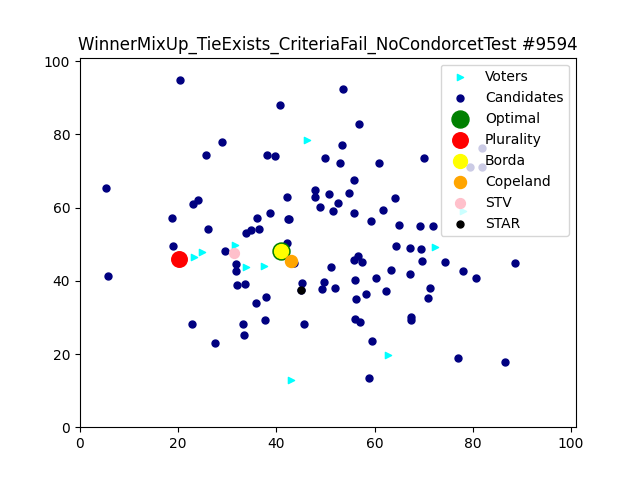 WinnerMixUp_TieExists_CriteriaFail_NoCondorcetTest #9594
100
80
60
40
20
0
0 20 40 60 80 100
Voters
Candidates
Optimal
Plurality
Borda
Copeland
STV
STAR